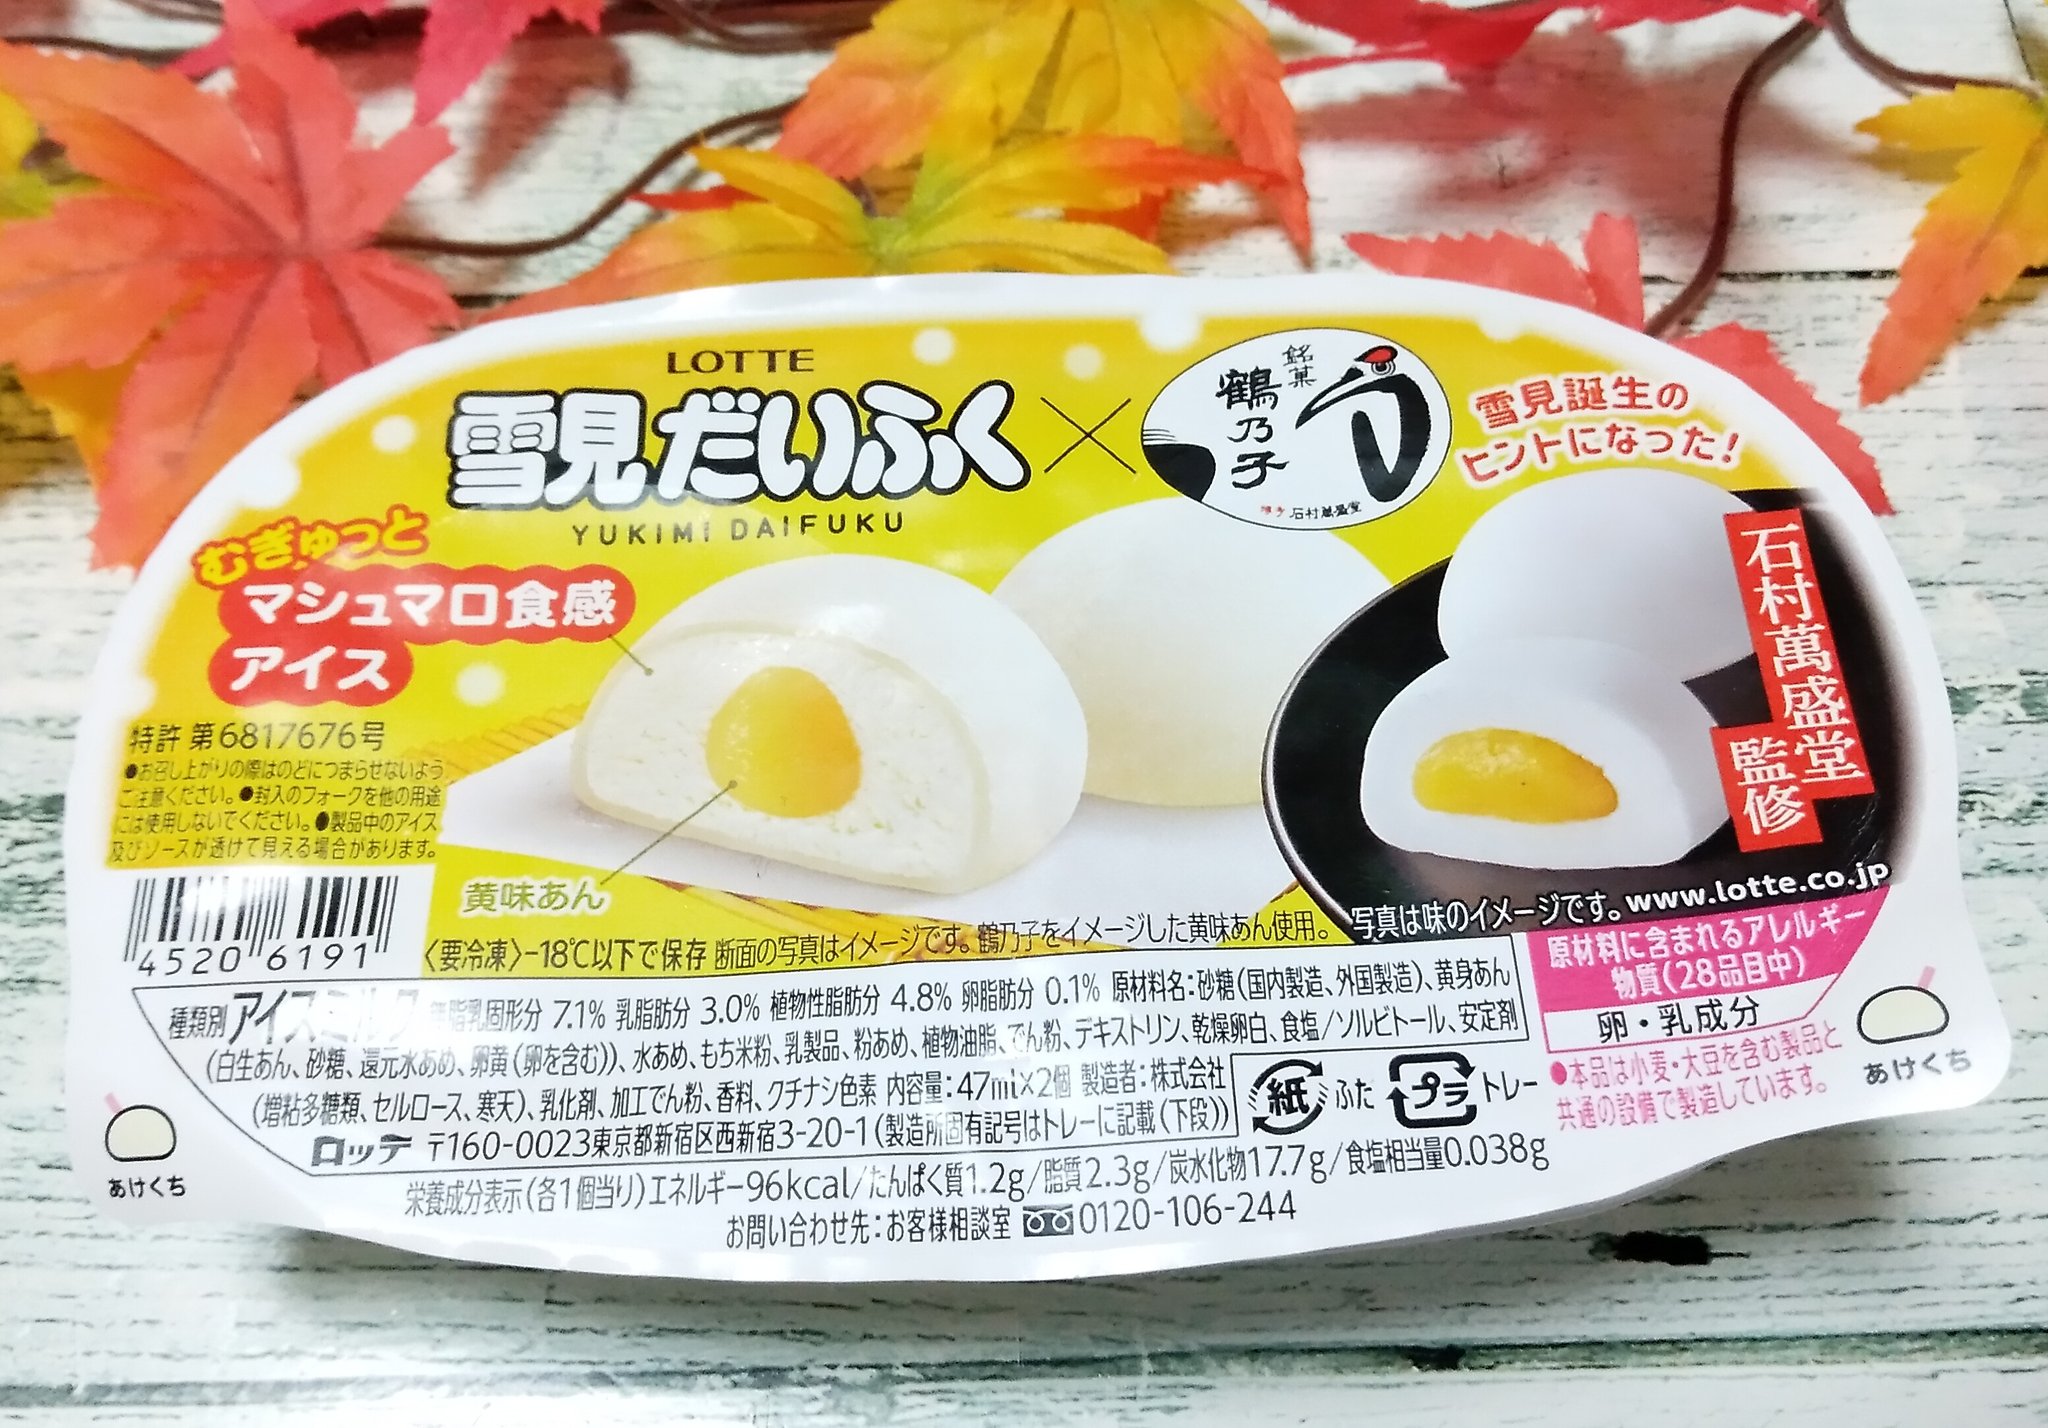 LOTTE
雪見だいふく
YUKIMI DAIFUKU
×
銘菓
鶴乃子
博多 石村萬盛堂
雪見誕生の
ヒントになった!
むぎゅっと
マシュマロ食感
アイス
石村萬盛堂
監修
特許 第6817676号
●お召し上がりの際はのどにつまらせないよう
ご注意ください。●封入のフォークを他の用途
には使用しないでください。●製品中のアイス
及びソースが透けて見える場合があります。
黄味あん
4520 6191
〈要冷凍〉-18℃以下で保存 断面の写真はイメージです。鶴乃子をイメージした黄味あん使用。
写真は味のイメージです。www.lotte.co.jp
種類別 アイスミルク 無脂乳固形分 7.1% 乳脂肪分 3.0% 植物性脂肪分 4.8% 卵脂肪分 0.1% 原材料名:砂糖(国内製造、外国製造)、黄身あん
(白生あん、砂糖、還元水あめ、卵黄(卵を含む))、水あめ、もち米粉、乳製品、粉あめ、植物油脂、でん粉、デキストリン、乾燥卵白、食塩/ソルビトール、安定剤
(増粘多糖類、セルロース、寒天)、乳化剤、加工でん粉、香料、クチナシ色素 内容量:47ml×2個 製造者:株式会社
ロッテ 〒160-0023東京都新宿区西新宿3-20-1(製造所固有記号はトレーに記載(下段))
紙 ふた プラ トレー
原材料に含まれるアレルギー
物質(28品目中)
卵・乳成分
●本品は小麦・大豆を含む製品と
共通の設備で製造しています。
あけくち
あけくち
栄養成分表示(各1個当り)エネルギー96kcal/たんぱく質1.2g/脂質2.3g/炭水化物17.7g/食塩相当量0.038g
お問い合わせ先:お客様相談室 0120-106-244